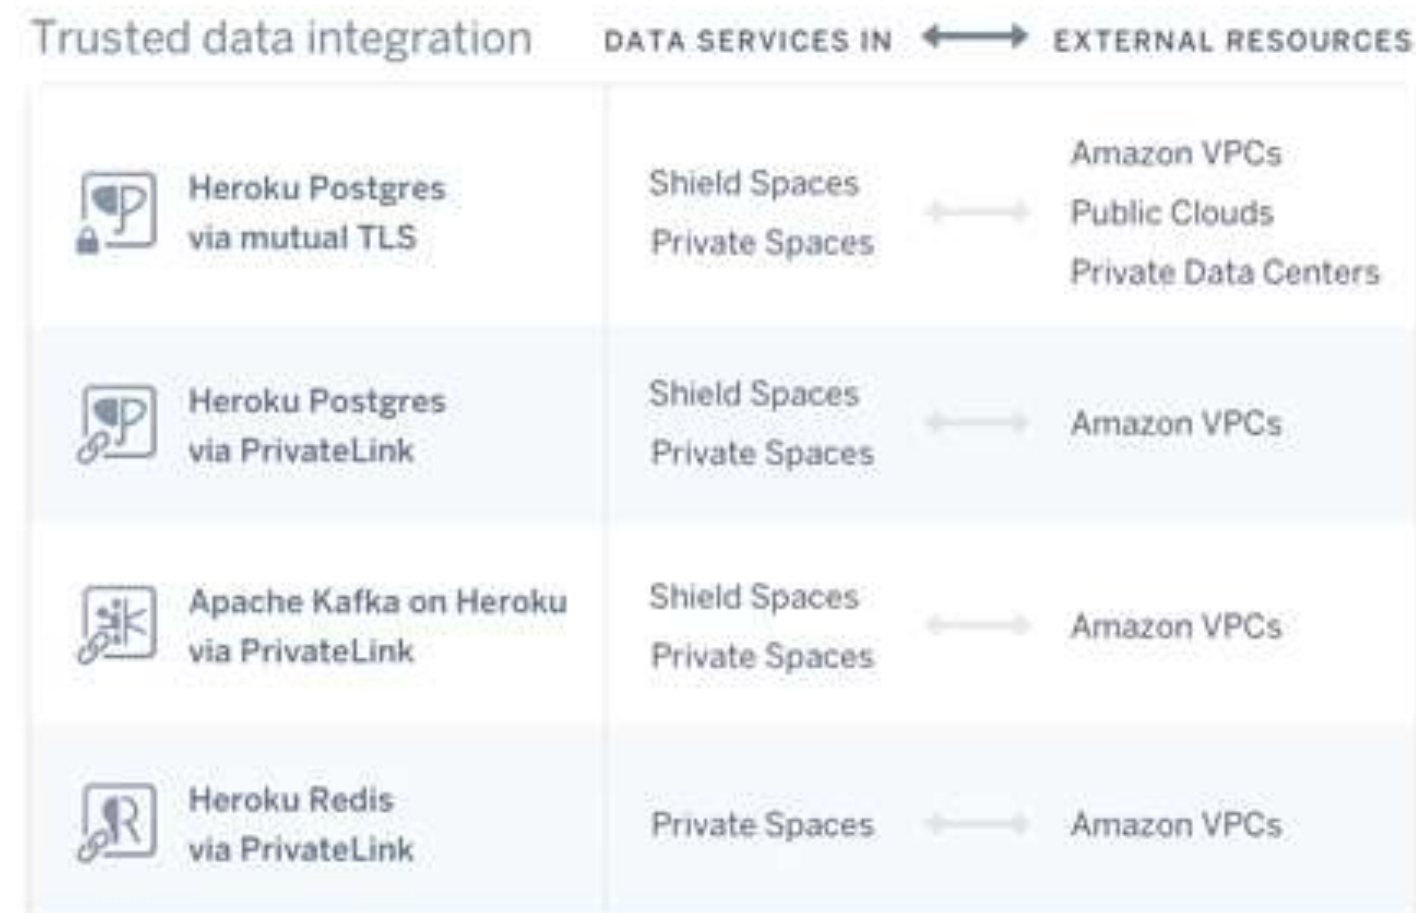 Trusted data integration
DATA SERVICES IN
EXTERNAL RESOURCES
Heroku Postgres
via mutual TLS
Shield Spaces
Private Spaces
Amazon VPCs
Public Clouds
Private Data Centers
Heroku Postgres
via PrivateLink
Shield Spaces
Private Spaces
Amazon VPCs
Apache Kafka on Heroku
via PrivateLink
Shield Spaces
Private Spaces
Amazon VPCs
Heroku Redis
via PrivateLink
Private Spaces
Amazon VPCs